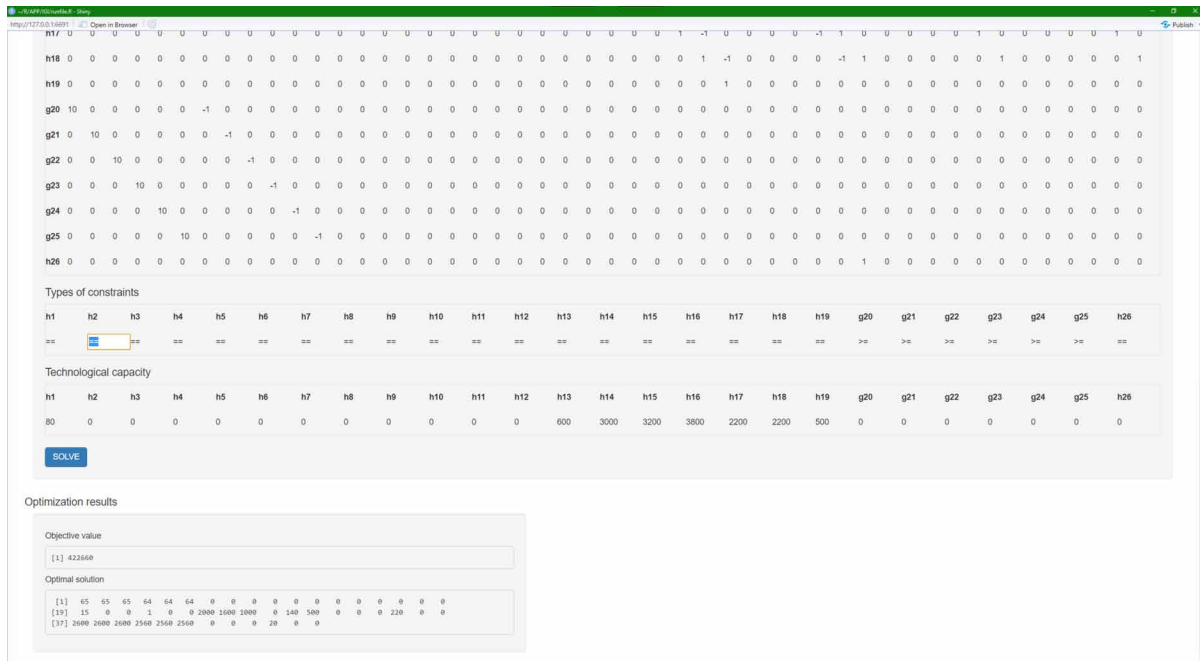 ~/R/APP/IGI/runfile.R - Shiny
http://127.0.0.1:6691 Open in Browser Publish
h17 0 0 0 0 0 0 0 0 0 0 0 0 0 0 0 0 0 0 0 0 0 0 0 0 0 0 0 1 -1 0 0 0 0 -1 1 0 0 0 0 0 1 0 0 0 0 0 1 0
h18 0 0 0 0 0 0 0 0 0 0 0 0 0 0 0 0 0 0 0 0 0 0 0 0 0 0 0 0 1 -1 0 0 0 0 -1 1 0 0 0 0 0 1 0 0 0 0 0 1
h19 0 0 0 0 0 0 0 0 0 0 0 0 0 0 0 0 0 0 0 0 0 0 0 0 0 0 0 0 0 1 0 0 0 0 0 0 0 0 0 0 0 0 0 0 0 0 0 0
g20 10 0 0 0 0 0 -1 0 0 0 0 0 0 0 0 0 0 0 0 0 0 0 0 0 0 0 0 0 0 0 0 0 0 0 0 0 0 0 0 0 0 0 0 0 0 0 0 0
g21 0 10 0 0 0 0 0 -1 0 0 0 0 0 0 0 0 0 0 0 0 0 0 0 0 0 0 0 0 0 0 0 0 0 0 0 0 0 0 0 0 0 0 0 0 0 0 0 0
g22 0 0 10 0 0 0 0 0 -1 0 0 0 0 0 0 0 0 0 0 0 0 0 0 0 0 0 0 0 0 0 0 0 0 0 0 0 0 0 0 0 0 0 0 0 0 0 0 0
g23 0 0 0 10 0 0 0 0 0 -1 0 0 0 0 0 0 0 0 0 0 0 0 0 0 0 0 0 0 0 0 0 0 0 0 0 0 0 0 0 0 0 0 0 0 0 0 0 0
g24 0 0 0 0 10 0 0 0 0 0 -1 0 0 0 0 0 0 0 0 0 0 0 0 0 0 0 0 0 0 0 0 0 0 0 0 0 0 0 0 0 0 0 0 0 0 0 0 0
g25 0 0 0 0 0 10 0 0 0 0 0 -1 0 0 0 0 0 0 0 0 0 0 0 0 0 0 0 0 0 0 0 0 0 0 0 0 0 0 0 0 0 0 0 0 0 0 0 0
h26 0 0 0 0 0 0 0 0 0 0 0 0 0 0 0 0 0 0 0 0 0 0 0 0 0 0 0 0 0 0 0 0 0 0 0 1 0 0 0 0 0 0 0 0 0 0 0 0
Types of constraints
h1 h2 h3 h4 h5 h6 h7 h8 h9 h10 h11 h12 h13 h14 h15 h16 h17 h18 h19 g20 g21 g22 g23 g24 g25 h26
== == == == == == == == == == == == == == == == == == == >= >= >= >= >= >= ==
Technological capacity
h1 h2 h3 h4 h5 h6 h7 h8 h9 h10 h11 h12 h13 h14 h15 h16 h17 h18 h19 g20 g21 g22 g23 g24 g25 h26
80 0 0 0 0 0 0 0 0 0 0 0 600 3000 3200 3800 2200 2200 500 0 0 0 0 0 0 0
SOLVE
Optimization results
Objective value
[1] 422660
Optimal solution
[1] 65 65 65 64 64 64 0 0 0 0 0 0 0 0 0 0 0 0
[19] 15 0 0 1 0 0 2000 1600 1000 0 140 500 0 0 0 220 0 0
[37] 2600 2600 2600 2560 2560 2560 0 0 0 20 0 0